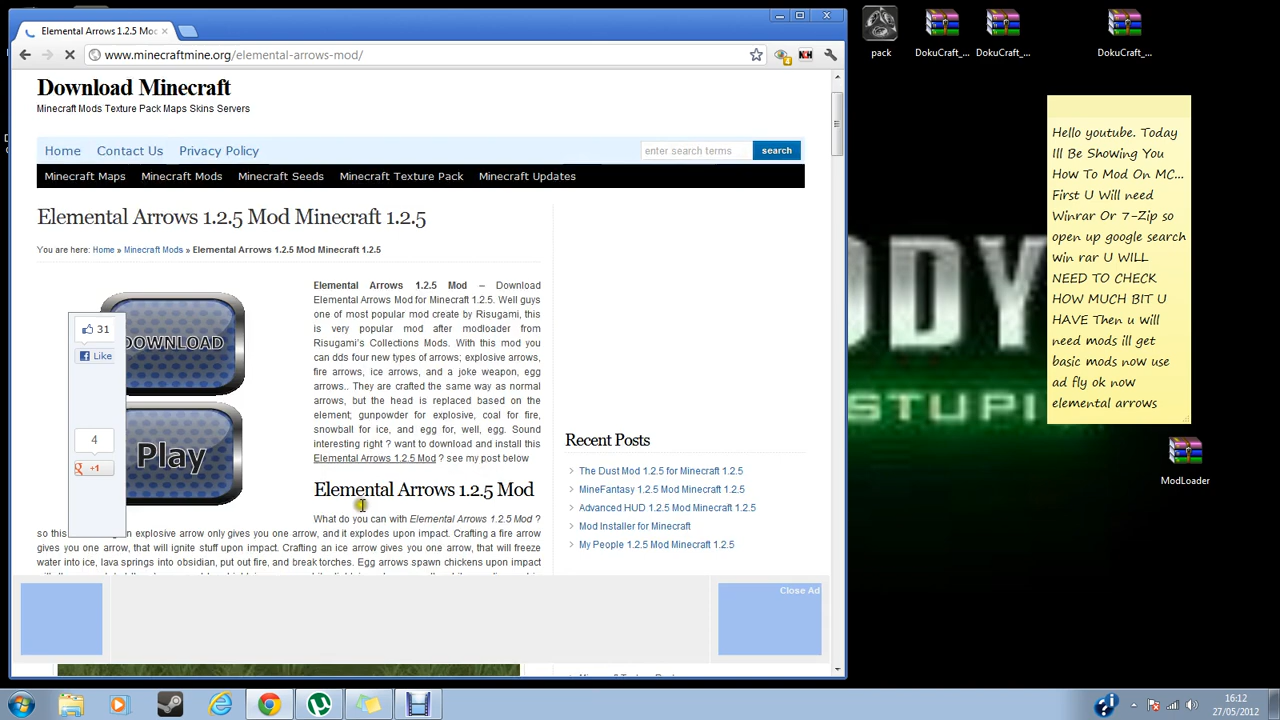 Elemental Arrows 1.2.5 Mod
www.minecraftmine.org/elemental-arrows-mod/
Download Minecraft
Minecraft Mods Texture Pack Maps Skins Servers
Home Contact Us Privacy Policy
enter search terms search
Minecraft Maps Minecraft Mods Minecraft Seeds Minecraft Texture Pack Minecraft Updates
Elemental Arrows 1.2.5 Mod Minecraft 1.2.5
You are here: Home » Minecraft Mods » Elemental Arrows 1.2.5 Mod Minecraft 1.2.5
DOWNLOAD
Play
31
Like
4
+1
Elemental Arrows 1.2.5 Mod – Download
Elemental Arrows Mod for Minecraft 1.2.5. Well guys
one of most popular mod create by Risugami, this
is very popular mod after modloader from
Risugami's Collections Mods. With this mod you
can dds four new types of arrows; explosive arrows,
fire arrows, ice arrows, and a joke weapon, egg
arrows.. They are crafted the same way as normal
arrows, but the head is replaced based on the
element; gunpowder for explosive, coal for fire,
snowball for ice, and egg for, well, egg. Sound
interesting right ? want to download and install this
Elemental Arrows 1.2.5 Mod ? see my post below
Elemental Arrows 1.2.5 Mod
What do you can with Elemental Arrows 1.2.5 Mod ?
so this an explosive arrow only gives you one arrow, and it explodes upon impact. Crafting a fire arrow
gives you one arrow, that will ignite stuff upon impact. Crafting an ice arrow gives you one arrow, that will freeze
water into ice, lava springs into obsidian, put out fire, and break torches. Egg arrows spawn chickens upon impact
Recent Posts
The Dust Mod 1.2.5 for Minecraft 1.2.5
MineFantasy 1.2.5 Mod Minecraft 1.2.5
Advanced HUD 1.2.5 Mod Minecraft 1.2.5
Mod Installer for Minecraft
My People 1.2.5 Mod Minecraft 1.2.5
Close Ad
pack
DokuCraft_...
DokuCraft_...
DokuCraft_...
Hello youtube. Today
Ill Be Showing You
How To Mod On MC...
First U Will need
Winrar Or 7-Zip so
open up google search
win rar U WILL
NEED TO CHECK
HOW MUCH BIT U
HAVE Then u will
need mods ill get
basic mods now use
ad fly ok now
elemental arrows
ModLoader
ODY
STUPI
16:12
27/05/2012